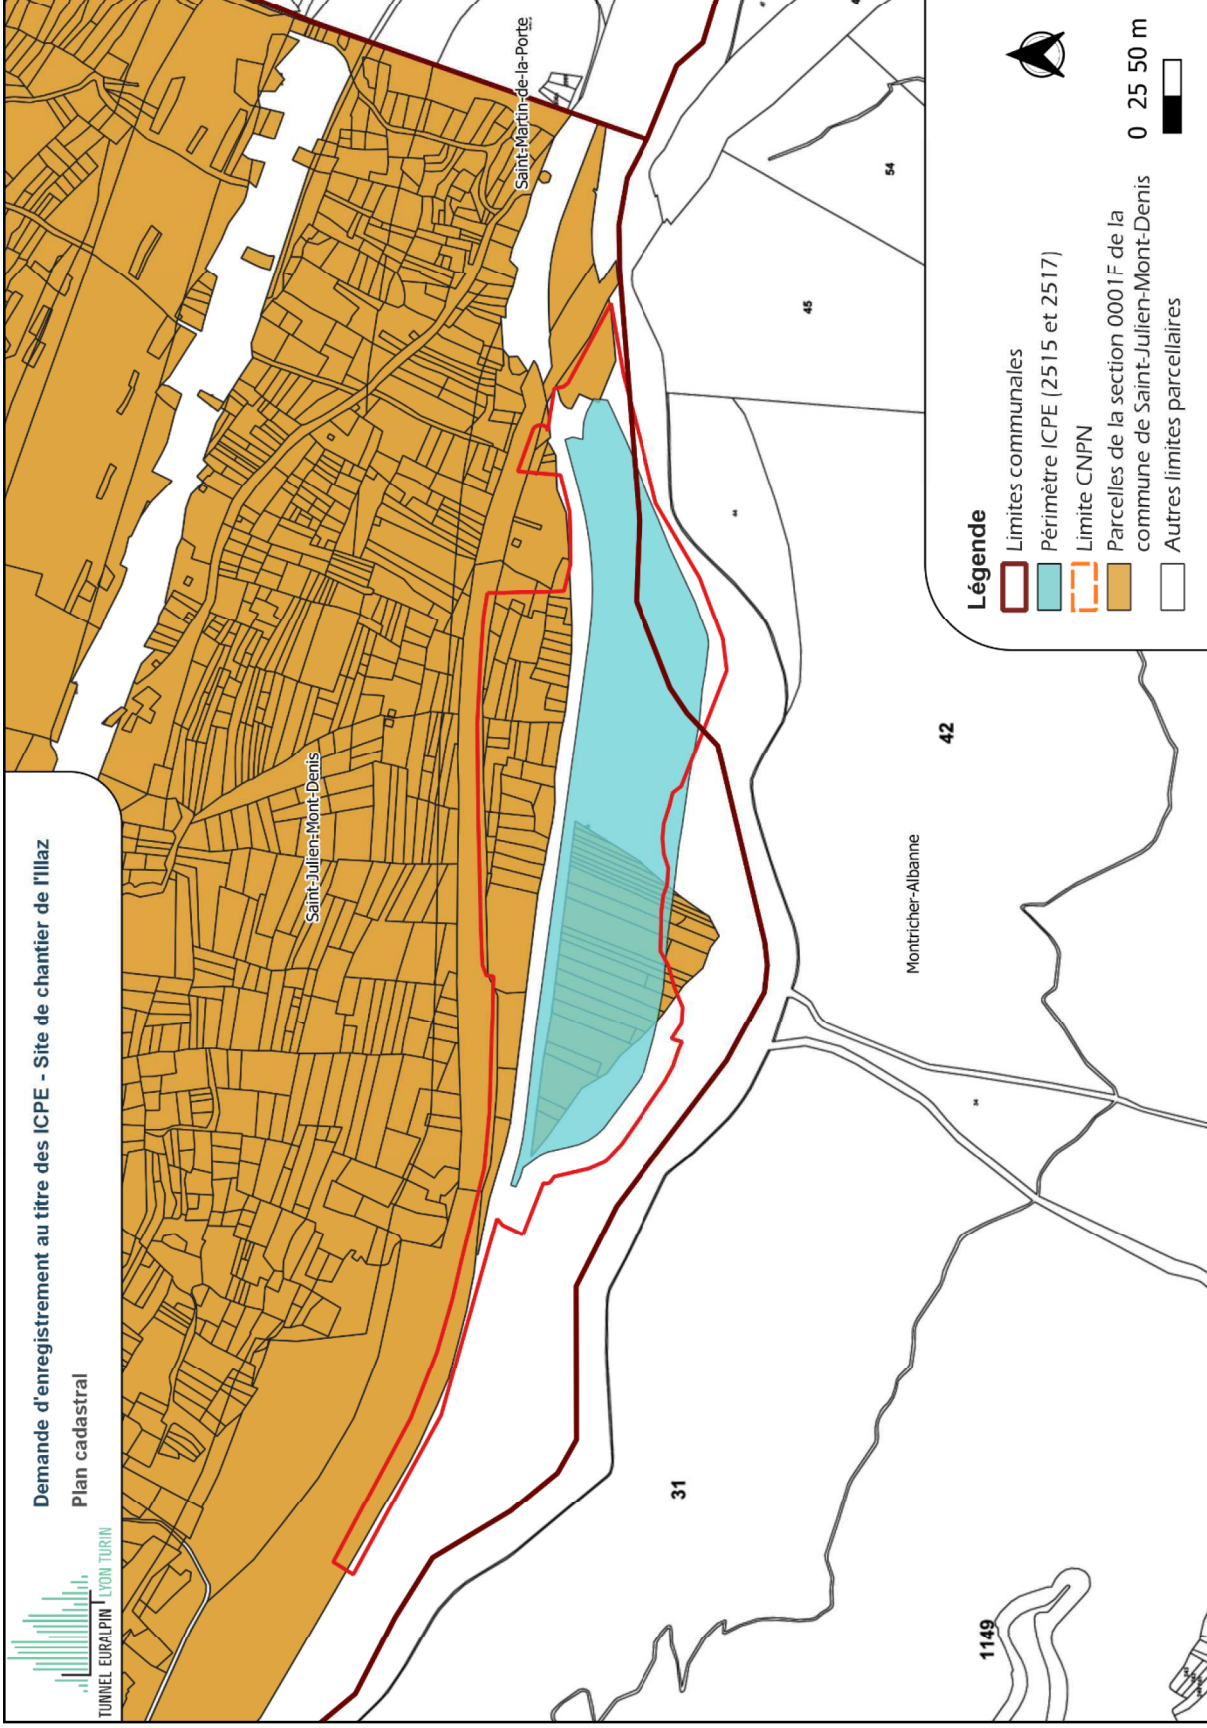 Demande d'enregistrement au titre des ICPE - Site de chantier de l'Illaz
Plan cadastral
TUNNEL EURALPIN LYON TURIN
Saint-Julien-Mont-Denis
Saint-Martin-de-la-Porte
Montricher-Albanne
31
42
44
45
54
34
1149
Légende
Limites communales
Périmètre ICPE (2515 et 2517)
Limite CNPN
Parcelles de la section 0001F de la
commune de Saint-Julien-Mont-Denis
Autres limites parcellaires
0 25 50 m